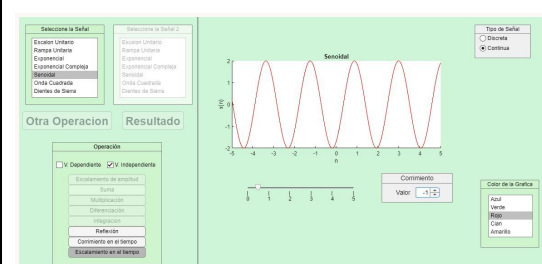 Seleccione la Señal
Escalon Unitario
Rampa Unitaria
Exponencial
Exponencial Compleja
Senoidal
Onda Cuadrada
Dientes de Sierra
Seleccione la Señal 2
Escalon Unitario
Rampa Unitaria
Exponencial
Exponencial Compleja
Senoidal
Onda Cuadrada
Dientes de Sierra
Otra Operacion
Resultado
Operación
V. Dependiente
V. Independiente
Escalamiento de amplitud
Suma
Multiplicación
Diferenciación
Integracion
Reflexión
Corrimiento en el tiempo
Escalamiento en el tiempo
Senoidal
x(n)
2
1
0
-1
-2
-5 -4 -3 -2 -1 0 1 2 3 4 5
n
0 1 2 3 4 5
Corrimiento
Valor -1
Tipo de Señal
Discreta
Continua
Color de la Grafica
Azul
Verde
Rojo
Cian
Amarillo